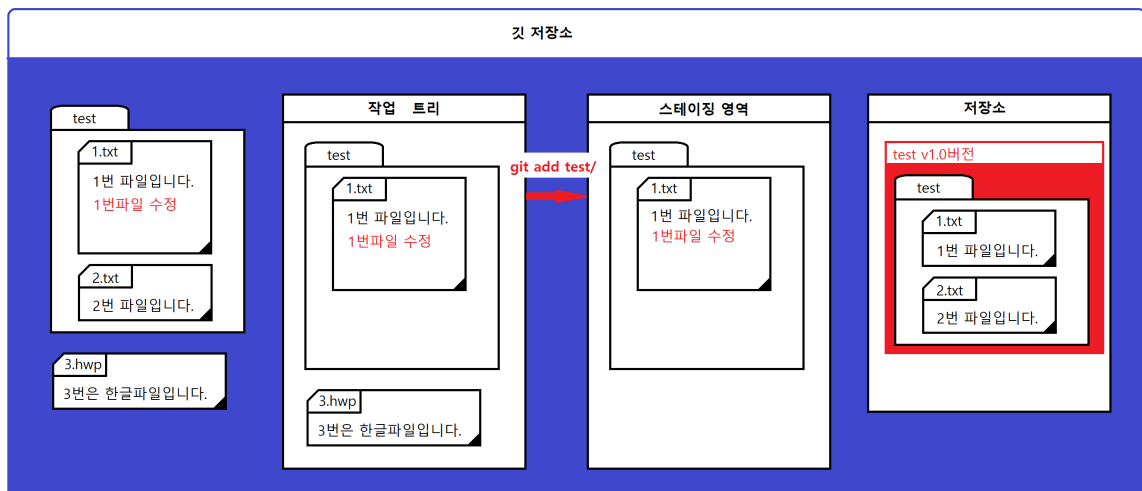 깃 저장소
test
1.txt
1번 파일입니다.
1번파일 수정
2.txt
2번 파일입니다.
3.hwp
3번은 한글파일입니다.
작업 트리
test
1.txt
1번 파일입니다.
1번파일 수정
3.hwp
3번은 한글파일입니다.
git add test/
스테이징 영역
test
1.txt
1번 파일입니다.
1번파일 수정
저장소
test v1.0버전
test
1.txt
1번 파일입니다.
2.txt
2번 파일입니다.